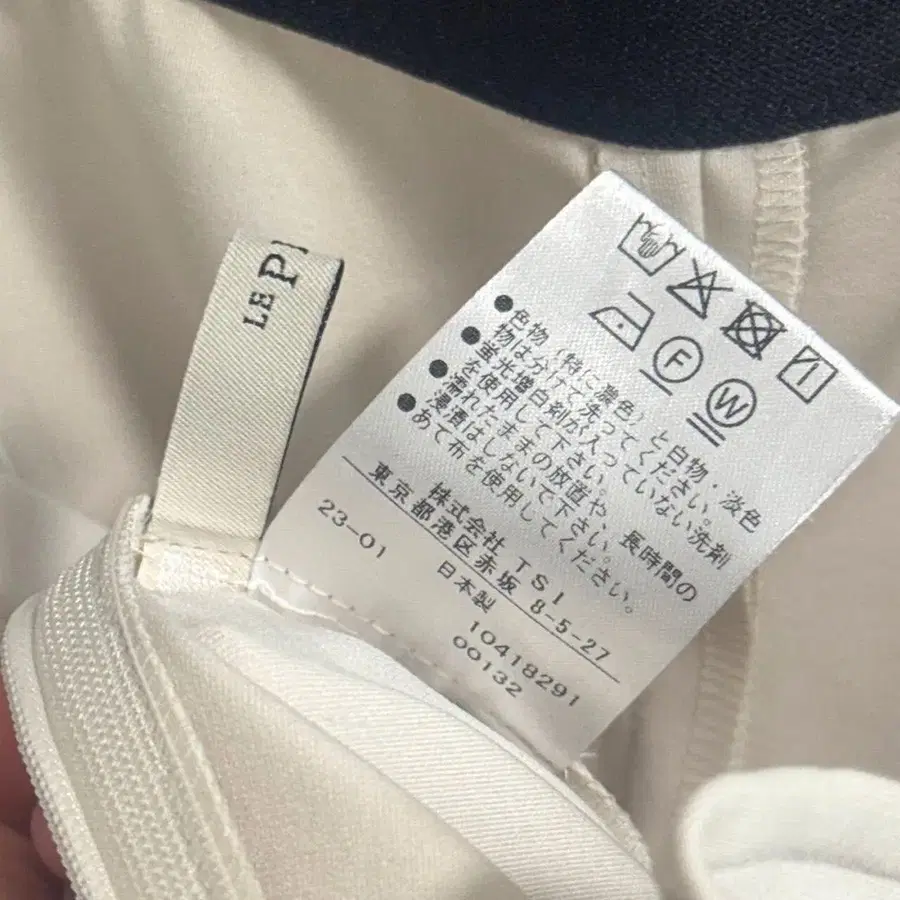 LE P
F
W
●色物(特に濃色)と白物・淡色
物は分けて洗ってください。
●蛍光増白剤が入っていない洗剤
を使用して下さい。
●濡れたままの放置や、長時間の
浸漬はしないで下さい。
●あて布を使用してください。
株式会社 TSI
東京都港区赤坂 8-5-27
23-01
日本製
10418291
00132